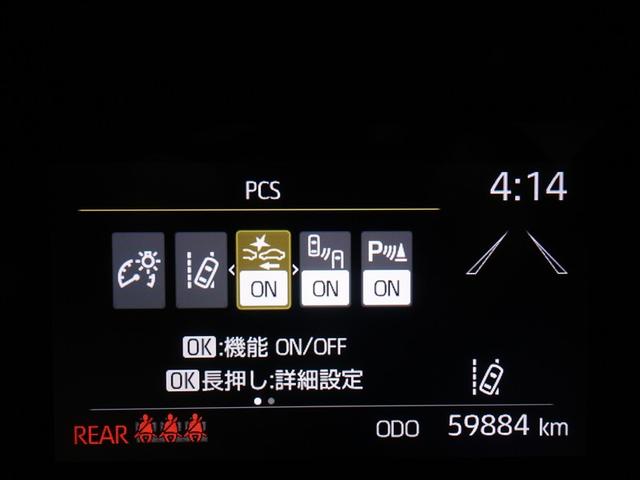 PCS
4:14
P
ON ON ON
OK:機能 ON/OFF
OK長押し:詳細設定
REAR
ODO 59884 km